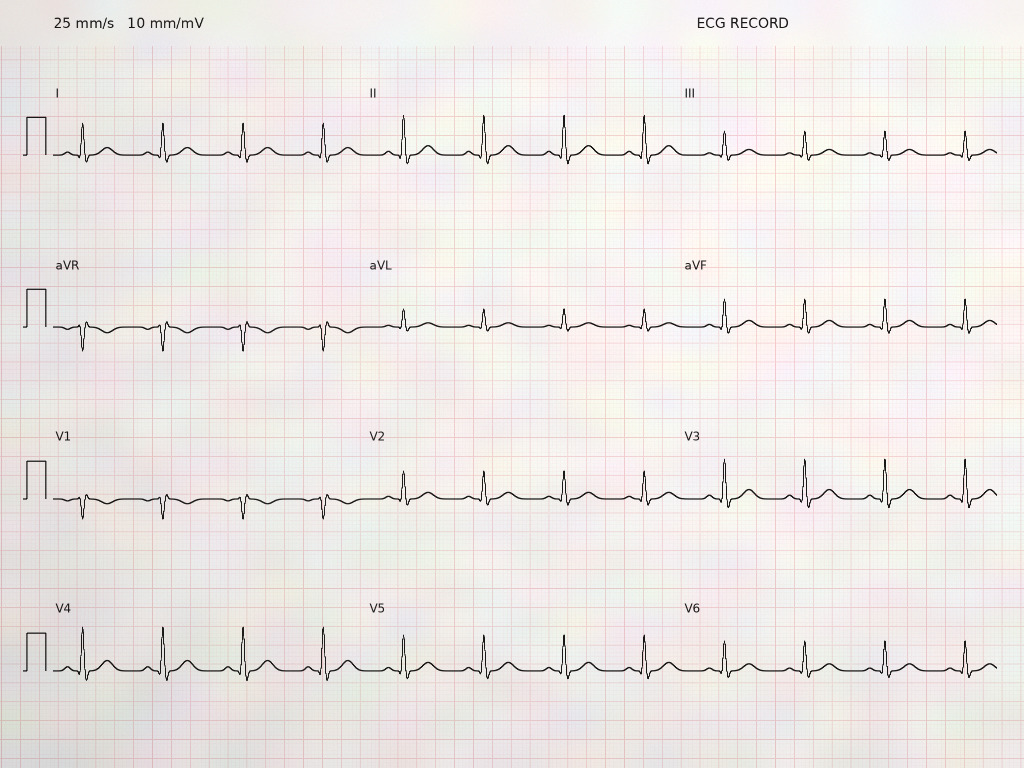 25 mm/s 10 mm/mV ECG RECORD
I II III
aVR aVL aVF
V1 V2 V3
V4 V5 V6